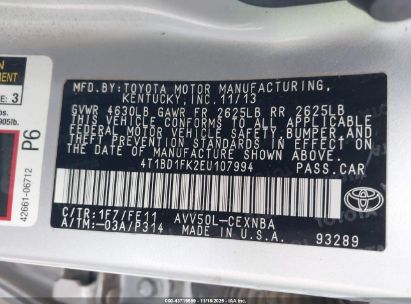 MFD.BY: TOYOTA MOTOR MANUFACTURING,
KENTUCKY, INC. 11/13
GVWR 4630LB GAWR FR 2625LB RR 2625LB
THIS VEHICLE CONFORMS TO ALL APPLICABLE
FEDERAL MOTOR VEHICLE SAFETY, BUMPER, AND
THEFT PREVENTION STANDARDS IN EFFECT ON
THE DATE OF MANUFACTURE SHOWN ABOVE.
4T1BD1FK2EU107994 PASS.CAR
C/TR: 1F7/FE11 AVV50L-CEXNBA
A/TM: -03A/P314 MADE IN U.S.A. 93289
TOYOTA
EMENT
3
905lb.
P6
42661-06712